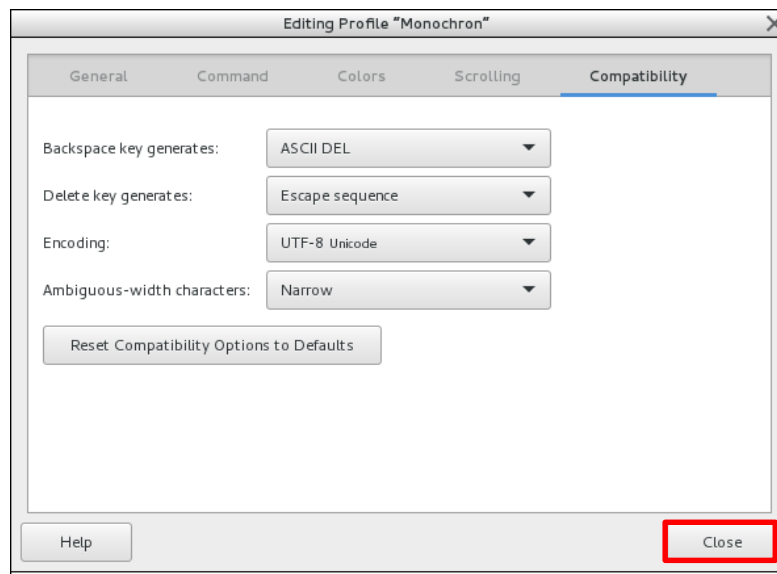 Editing Profile “Monochron”
General Command Colors Scrolling Compatibility
Backspace key generates: ASCII DEL
Delete key generates: Escape sequence
Encoding: UTF-8 Unicode
Ambiguous-width characters: Narrow
Reset Compatibility Options to Defaults
Help Close